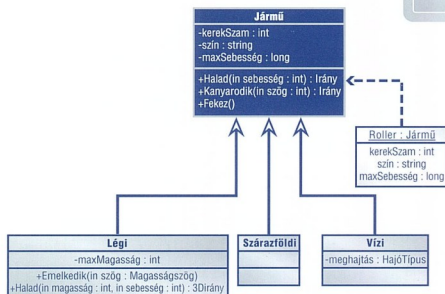 Jármű
-kerekSzam : int
-szín : string
-maxSebesség : long
+Halad(in sebesség : int) : Irány
+Kanyarodik(in szög : int) : Irány
+Fekez()
Roller : Jármű
kerekSzam : int
szín : string
maxSebesség : long
Légi
-maxMagasság : int
+Emelkedik(in szög : Magasságszög)
+Halad(in magasság : int, in sebesség : int) : 3Dirány
Szárazföldi
Vízi
-meghajtás : HajóTípus